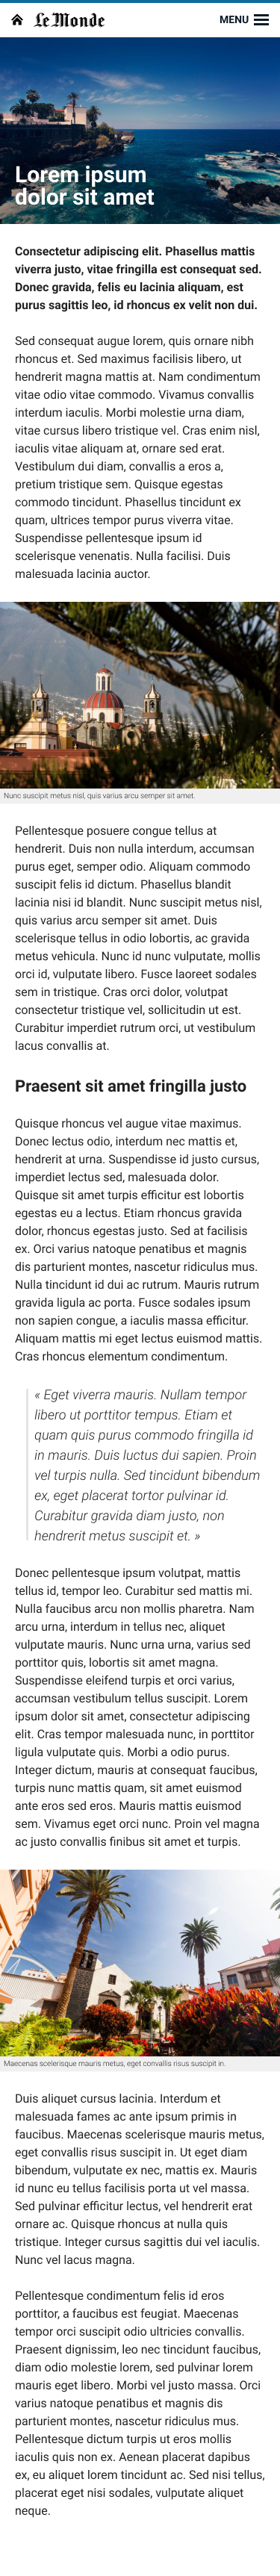 Le Monde
MENU
Lorem ipsum
dolor sit amet
Consectetur adipiscing elit. Phasellus mattis
viverra justo, vitae fringilla est consequat sed.
Donec gravida, felis eu lacinia aliquam, est
purus sagittis leo, id rhoncus ex velit non dui.
Sed consequat augue lorem, quis ornare nibh
rhoncus et. Sed maximus facilisis libero, ut
hendrerit magna mattis at. Nam condimentum
vitae odio vitae commodo. Vivamus convallis
interdum iaculis. Morbi molestie urna diam,
vitae cursus libero tristique vel. Cras enim nisl,
iaculis vitae aliquam at, ornare sed erat.
Vestibulum dui diam, convallis a eros a,
pretium tristique sem. Quisque egestas
commodo tincidunt. Phasellus tincidunt ex
quam, ultrices tempor purus viverra vitae.
Suspendisse pellentesque ipsum id
scelerisque venenatis. Nulla facilisi. Duis
malesuada lacinia auctor.
Nunc suscipit metus nisl, quis varius arcu semper sit amet.
Pellentesque posuere congue tellus at
hendrerit. Duis non nulla interdum, accumsan
purus eget, semper odio. Aliquam commodo
suscipit felis id dictum. Phasellus blandit
lacinia nisi id blandit. Nunc suscipit metus nisl,
quis varius arcu semper sit amet. Duis
scelerisque tellus in odio lobortis, ac gravida
metus vehicula. Nunc id nunc vulputate, mollis
orci id, vulputate libero. Fusce laoreet sodales
sem in tristique. Cras orci dolor, volutpat
consectetur tristique vel, sollicitudin ut est.
Curabitur imperdiet rutrum orci, ut vestibulum
lacus convallis at.
Praesent sit amet fringilla justo
Quisque rhoncus vel augue vitae maximus.
Donec lectus odio, interdum nec mattis et,
hendrerit at urna. Suspendisse id justo cursus,
imperdiet lectus sed, malesuada dolor.
Quisque sit amet turpis efficitur est lobortis
egestas eu a lectus. Etiam rhoncus gravida
dolor, rhoncus egestas justo. Sed at facilisis
ex. Orci varius natoque penatibus et magnis
dis parturient montes, nascetur ridiculus mus.
Nulla tincidunt id dui ac rutrum. Mauris rutrum
gravida ligula ac porta. Fusce sodales ipsum
non sapien congue, a iaculis massa efficitur.
Aliquam mattis mi eget lectus euismod mattis.
Cras rhoncus elementum condimentum.
« Eget viverra mauris. Nullam tempor
libero ut porttitor tempus. Etiam et
quam quis purus commodo fringilla id
in mauris. Duis luctus dui sapien. Proin
vel turpis nulla. Sed tincidunt bibendum
ex, eget placerat tortor pulvinar id.
Curabitur gravida diam justo, non
hendrerit metus suscipit et. »
Donec pellentesque ipsum volutpat, mattis
tellus id, tempor leo. Curabitur sed mattis mi.
Nulla faucibus arcu non mollis pharetra. Nam
arcu urna, interdum in tellus nec, aliquet
vulputate mauris. Nunc urna urna, varius sed
porttitor quis, lobortis sit amet magna.
Suspendisse eleifend turpis et orci varius,
accumsan vestibulum tellus suscipit. Lorem
ipsum dolor sit amet, consectetur adipiscing
elit. Cras tempor malesuada nunc, in porttitor
ligula vulputate quis. Morbi a odio purus.
Integer dictum, mauris at consequat faucibus,
turpis nunc mattis quam, sit amet euismod
ante eros sed eros. Mauris mattis euismod
sem. Vivamus eget orci nunc. Proin vel magna
ac justo convallis finibus sit amet et turpis.
Maecenas scelerisque mauris metus, eget convallis risus suscipit in.
Duis aliquet cursus lacinia. Interdum et
malesuada fames ac ante ipsum primis in
faucibus. Maecenas scelerisque mauris metus,
eget convallis risus suscipit in. Ut eget diam
bibendum, vulputate ex nec, mattis ex. Mauris
id nunc eu tellus facilisis porta ut vel massa.
Sed pulvinar efficitur lectus, vel hendrerit erat
ornare ac. Quisque rhoncus at nulla quis
tristique. Integer cursus sagittis dui vel iaculis.
Nunc vel lacus magna.
Pellentesque condimentum felis id eros
porttitor, a faucibus est feugiat. Maecenas
tempor orci suscipit odio ultricies convallis.
Praesent dignissim, leo nec tincidunt faucibus,
diam odio molestie lorem, sed pulvinar lorem
mauris eget libero. Morbi vel justo massa. Orci
varius natoque penatibus et magnis dis
parturient montes, nascetur ridiculus mus.
Pellentesque dictum turpis ut eros mollis
iaculis quis non ex. Aenean placerat dapibus
ex, eu aliquet lorem tincidunt ac. Sed nisi tellus,
placerat eget nisi sodales, vulputate aliquet
neque.